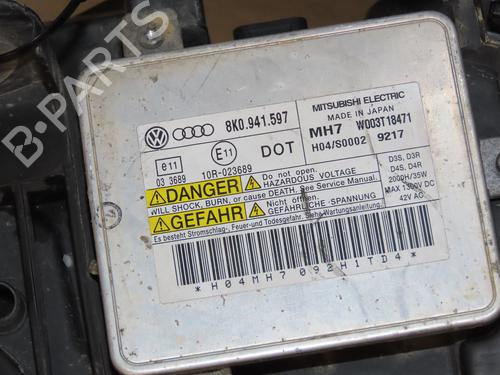 B-PARTS
8K0.941.597
MITSUBISHI ELECTRIC
MADE IN JAPAN
MH7 W003T18471
H04/S0002 9217
e11
E11
DOT
03 3689
10R-023689
D3S, D3R
D4S, D4R
2000H/35W
MAX 1300V DC
42V AC
DANGER
Do not open.
HAZARDOUS VOLTAGE
WILL SHOCK, BURN, or cause DEATH. See Service Manual.
GEFAHR
Nicht öffnen.
GEFÄHRLICHE SPANNUNG
Es besteht Stromschlag-, Feuer-und Todesgefahr. Siehe Wartungsanleitung.
*H04MH7092H1TD4*